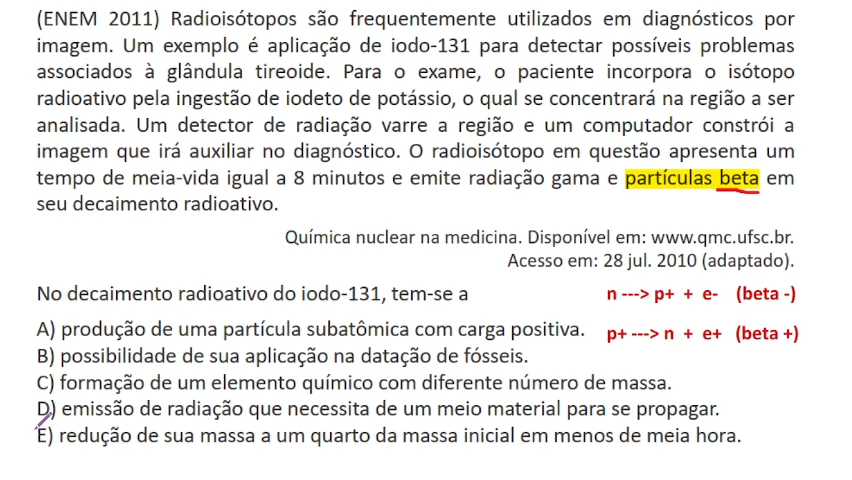 (ENEM 2011) Radioisótopos são frequentemente utilizados em diagnósticos por
imagem. Um exemplo é aplicação de iodo-131 para detectar possíveis problemas
associados à glândula tireoide. Para o exame, o paciente incorpora o isótopo
radioativo pela ingestão de iodeto de potássio, o qual se concentrará na região a ser
analisada. Um detector de radiação varre a região e um computador constrói a
imagem que irá auxiliar no diagnóstico. O radioisótopo em questão apresenta um
tempo de meia-vida igual a 8 minutos e emite radiação gama e partículas beta em
seu decaimento radioativo.
Química nuclear na medicina. Disponível em: www.qmc.ufsc.br.
Acesso em: 28 jul. 2010 (adaptado).
No decaimento radioativo do iodo-131, tem-se a
n ---> p+ + e- (beta -)
A) produção de uma partícula subatômica com carga positiva.
p+ ---> n + e+ (beta +)
B) possibilidade de sua aplicação na datação de fósseis.
C) formação de um elemento químico com diferente número de massa.
D) emissão de radiação que necessita de um meio material para se propagar.
E) redução de sua massa a um quarto da massa inicial em menos de meia hora.